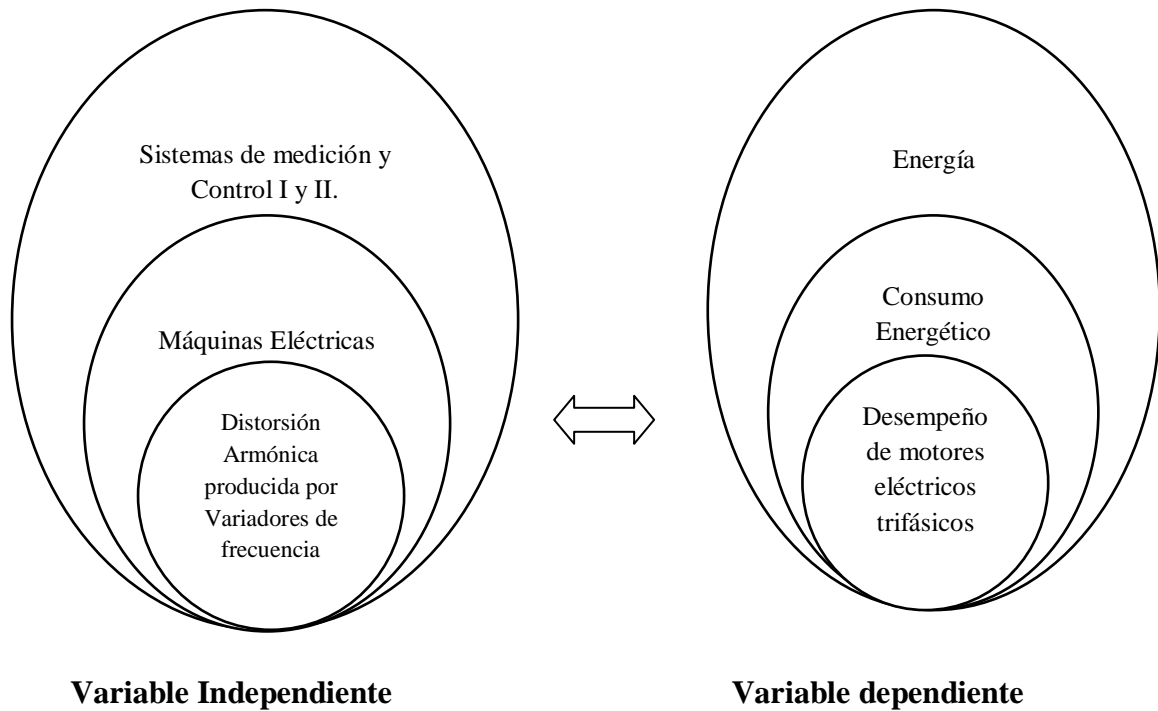 Sistemas de medición y
Control I y II.
Máquinas Eléctricas
Distorsión
Armónica
producida por
Variadores de
frecuencia
Variable Independiente
Energía
Consumo
Energético
Desempeño
de motores
eléctricos
trifásicos
Variable dependiente